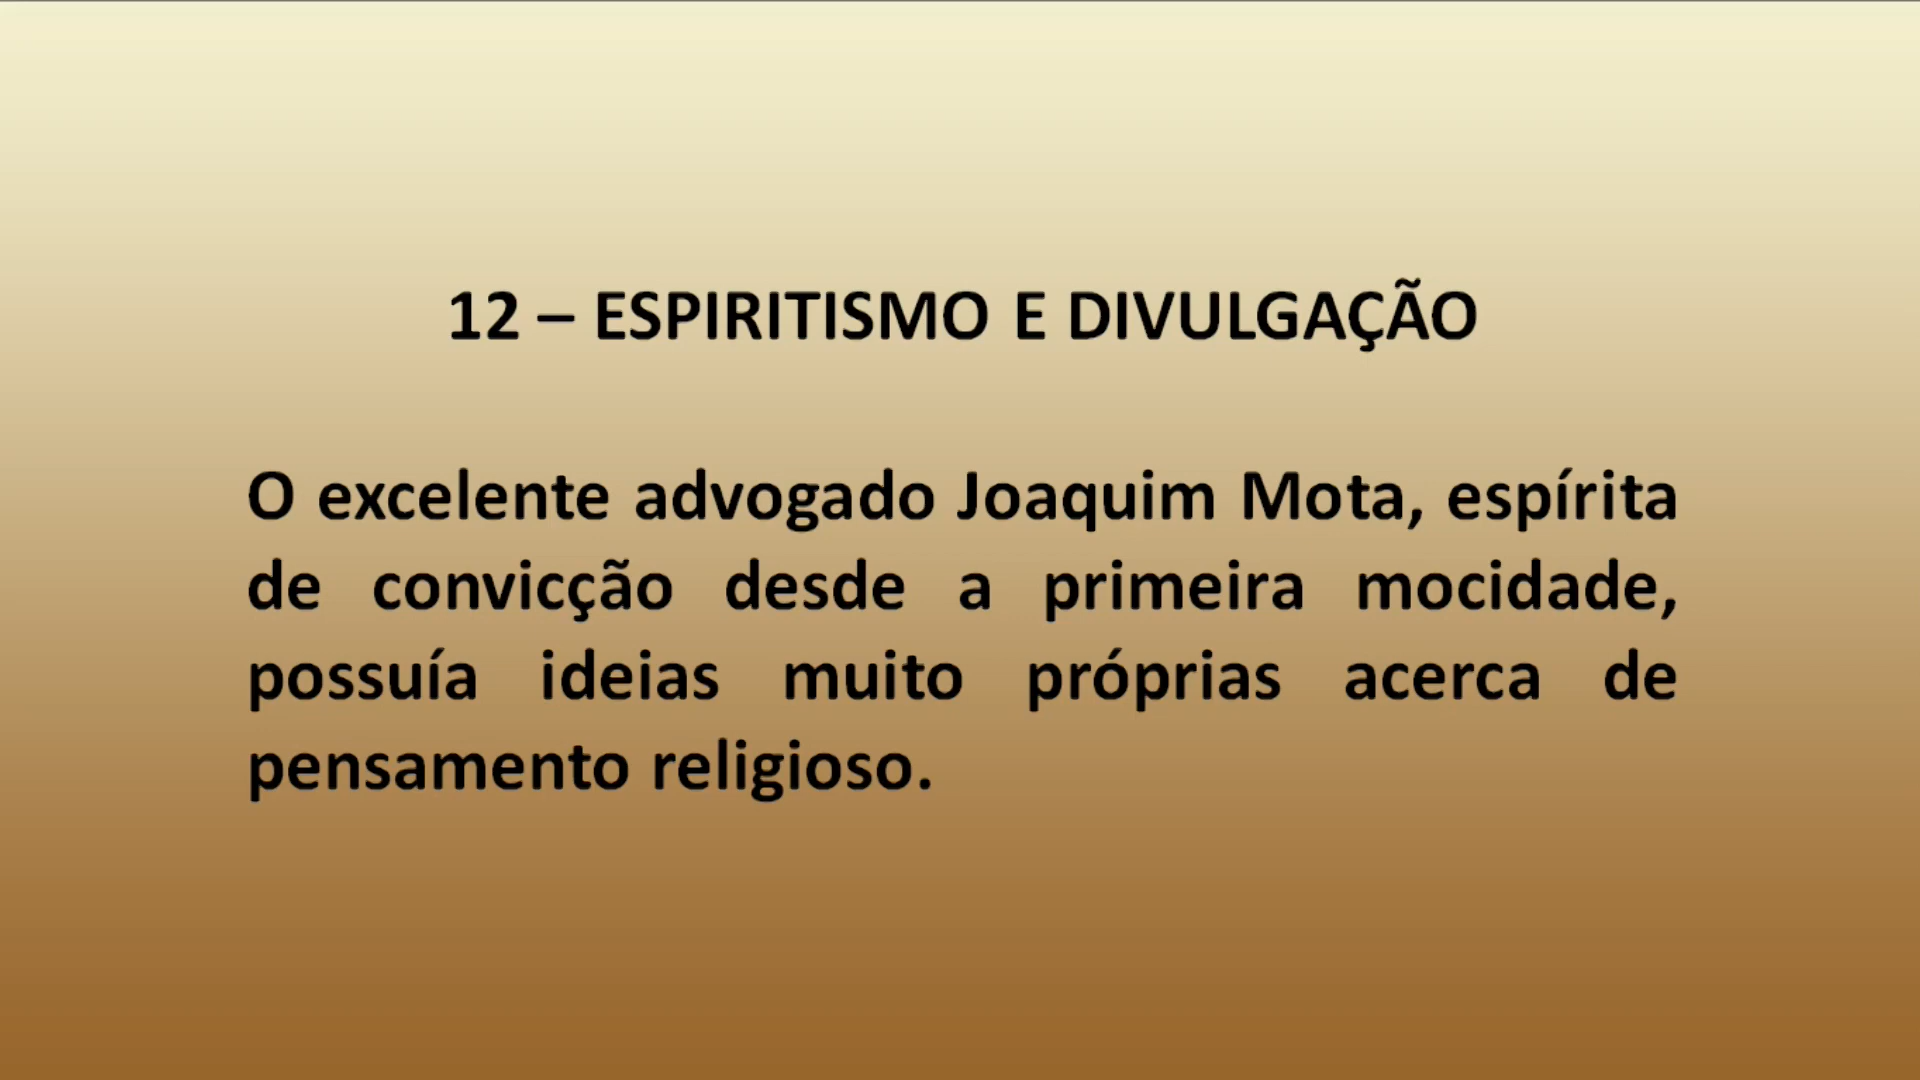 12 – ESPIRITISMO E DIVULGAÇÃO
O excelente advogado Joaquim Mota, espírita
de convicção desde a primeira mocidade,
possuía ideias muito próprias acerca de
pensamento religioso.